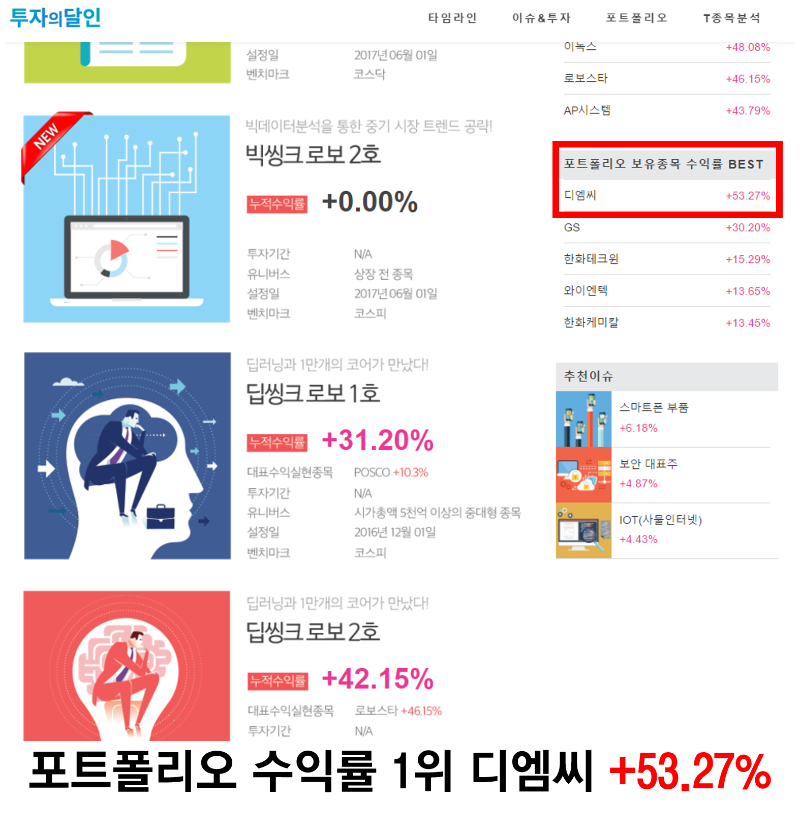 투자의달인
타임라인 이슈&투자 포트폴리오 T종목분석
설정일 2017년 06월 01일
벤치마크 코스닥
NEW
빅데이터분석을 통한 중기 시장 트렌드 공략!
빅씽크 로보 2호
누적수익률 +0.00%
투자기간 N/A
유니버스 상장 전 종목
설정일 2017년 06월 01일
벤치마크 코스피
딥러닝과 1만개의 코어가 만났다!
딥씽크 로보 1호
누적수익률 +31.20%
대표수익실현종목 POSCO +10.3%
투자기간 N/A
유니버스 시가총액 5천억 이상의 중대형 종목
설정일 2016년 12월 01일
벤치마크 코스피
딥러닝과 1만개의 코어가 만났다!
딥씽크 로보 2호
누적수익률 +42.15%
대표수익실현종목 로보스타 +46.15%
투자기간 N/A
이녹스 +48.08%
로보스타 +46.15%
AP시스템 +43.79%
포트폴리오 보유종목 수익률 BEST
디엠씨 +53.27%
GS +30.20%
한화테크윈 +15.29%
와이엔텍 +13.65%
한화케미칼 +13.45%
추천이슈
스마트폰 부품
+6.18%
보안 대표주
+4.87%
IOT(사물인터넷)
+4.43%
포트폴리오 수익률 1위 디엠씨 +53.27%